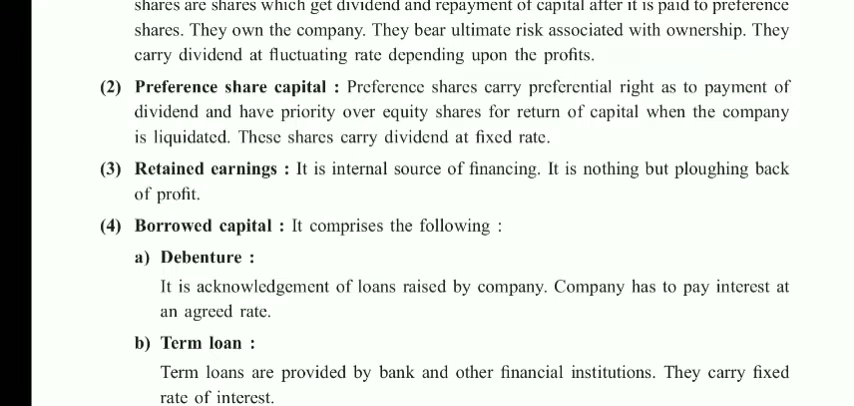 shares are shares which get dividend and repayment of capital after it is paid to preference
shares. They own the company. They bear ultimate risk associated with ownership. They
carry dividend at fluctuating rate depending upon the profits.
(2) Preference share capital : Preference shares carry preferential right as to payment of
dividend and have priority over equity shares for return of capital when the company
is liquidated. These shares carry dividend at fixed rate.
(3) Retained earnings : It is internal source of financing. It is nothing but ploughing back
of profit.
(4) Borrowed capital : It comprises the following :
a) Debenture :
It is acknowledgement of loans raised by company. Company has to pay interest at
an agreed rate.
b) Term loan :
Term loans are provided by bank and other financial institutions. They carry fixed
rate of interest.